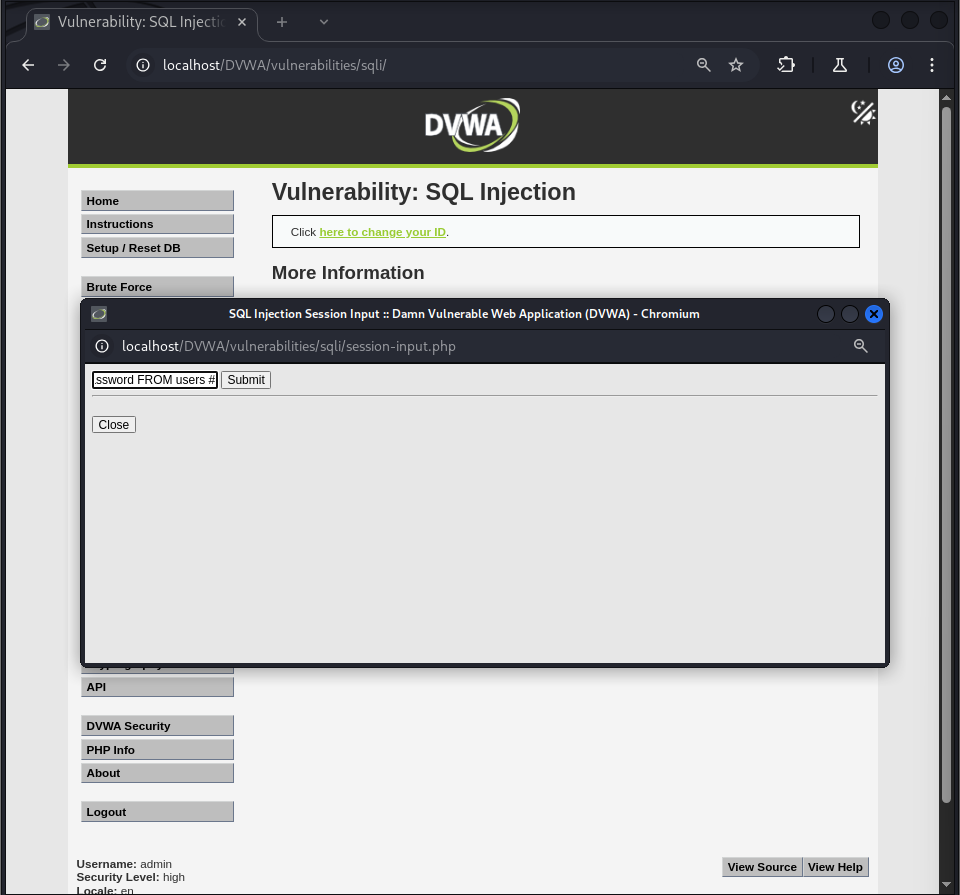 Vulnerability: SQL Injectio
localhost/DVWA/vulnerabilities/sqli/
DVWA
Home
Instructions
Setup / Reset DB
Brute Force
Vulnerability: SQL Injection
Click here to change your ID.
More Information
SQL Injection Session Input :: Damn Vulnerable Web Application (DVWA) - Chromium
localhost/DVWA/vulnerabilities/sqli/session-input.php
ssword FROM users # Submit
Close
API
DVWA Security
PHP Info
About
Logout
Username: admin
Security Level: high
Locale: en
View Source View Help